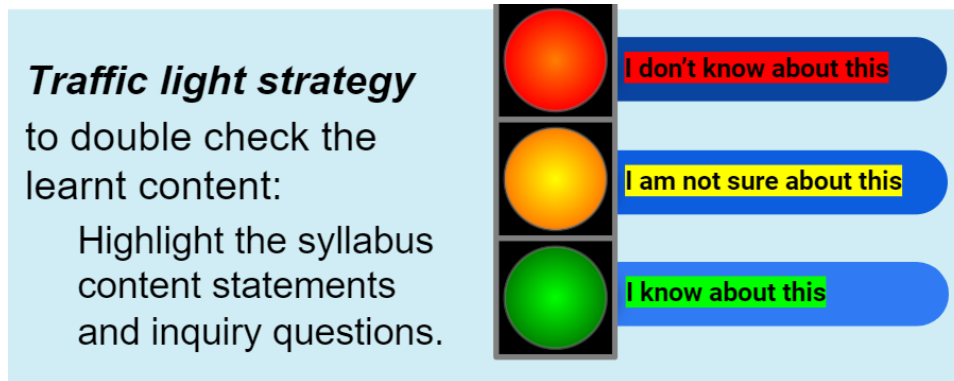 Traffic light strategy
to double check the
learnt content:
Highlight the syllabus
content statements
and inquiry questions.
I don't know about this
I am not sure about this
I know about this